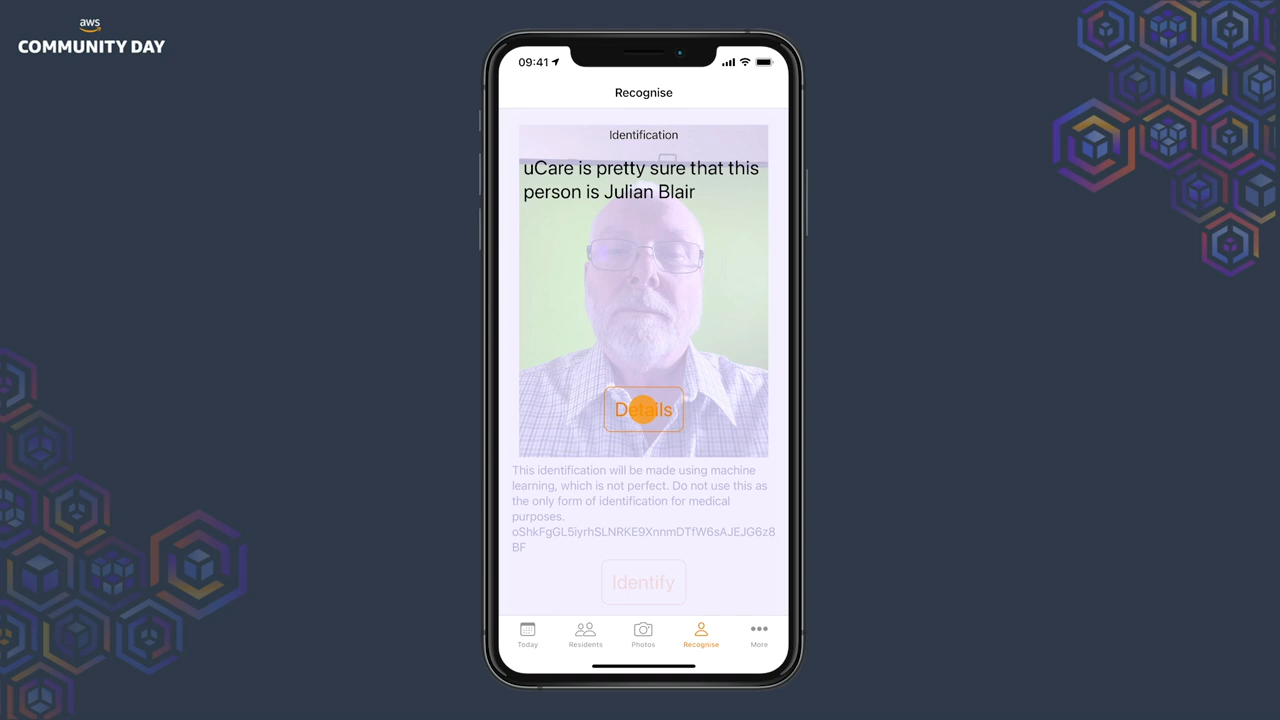 aws
COMMUNITY DAY
09:41
Recognise
Identification
uCare is pretty sure that this
person is Julian Blair
Details
This identification will be made using machine
learning, which is not perfect. Do not use this as
the only form of identification for medical
purposes.
oShkFgGL5iyrhSLNRKE9XnnmDTfW6sAJEJG6z8
BF
Identify
Today Residents Photos Recognise More